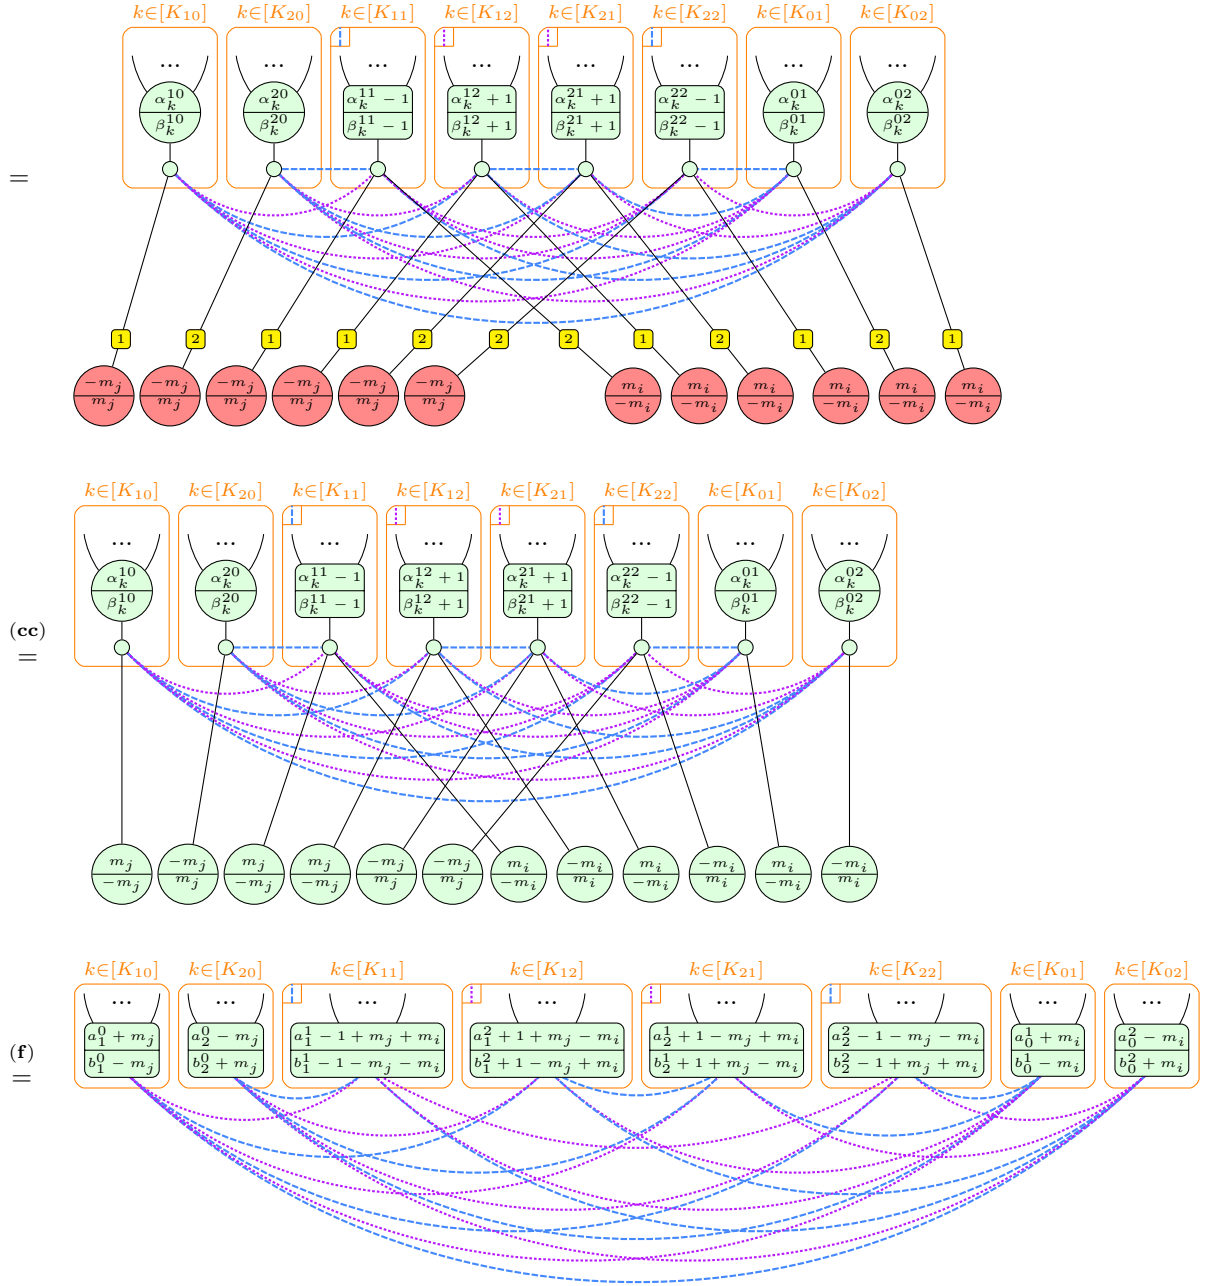 k∈[K₁₀] k∈[K₂₀] k∈[K₁₁] k∈[K₁₂] k∈[K₂₁] k∈[K₂₂] k∈[K₀₁] k∈[K₀₂]
... ... ... ... ... ... ... ...
α_k^{10} α_k^{20} α_k^{11} − 1 α_k^{12} + 1 α_k^{21} + 1 α_k^{22} − 1 α_k^{01} α_k^{02}
β_k^{10} β_k^{20} β_k^{11} − 1 β_k^{12} + 1 β_k^{21} + 1 β_k^{22} − 1 β_k^{01} β_k^{02}
=
1 2 1 1 2 2 2 1 2 1 2 1
−m_j −m_j −m_j −m_j −m_j −m_j m_i m_i m_i m_i m_i m_i
m_j m_j m_j m_j m_j m_j −m_i −m_i −m_i −m_i −m_i −m_i
k∈[K₁₀] k∈[K₂₀] k∈[K₁₁] k∈[K₁₂] k∈[K₂₁] k∈[K₂₂] k∈[K₀₁] k∈[K₀₂]
... ... ... ... ... ... ... ...
α_k^{10} α_k^{20} α_k^{11} − 1 α_k^{12} + 1 α_k^{21} + 1 α_k^{22} − 1 α_k^{01} α_k^{02}
β_k^{10} β_k^{20} β_k^{11} − 1 β_k^{12} + 1 β_k^{21} + 1 β_k^{22} − 1 β_k^{01} β_k^{02}
(cc)
=
m_j −m_j m_j m_j −m_j −m_j m_i −m_i m_i −m_i m_i −m_i
−m_j m_j −m_j −m_j m_j m_j −m_i m_i −m_i m_i −m_i m_i
k∈[K₁₀] k∈[K₂₀] k∈[K₁₁] k∈[K₁₂] k∈[K₂₁] k∈[K₂₂] k∈[K₀₁] k∈[K₀₂]
... ... ... ... ... ... ... ...
a_1^0 + m_j a_2^0 − m_j a_1^1 − 1 + m_j + m_i a_1^2 + 1 + m_j − m_i a_2^1 + 1 − m_j + m_i a_2^2 − 1 − m_j − m_i a_0^1 + m_i a_0^2 − m_i
(f)
b_1^0 − m_j b_2^0 + m_j b_1^1 − 1 − m_j − m_i b_1^2 + 1 − m_j + m_i b_2^1 + 1 + m_j − m_i b_2^2 − 1 + m_j + m_i b_0^1 − m_i b_0^2 + m_i
=